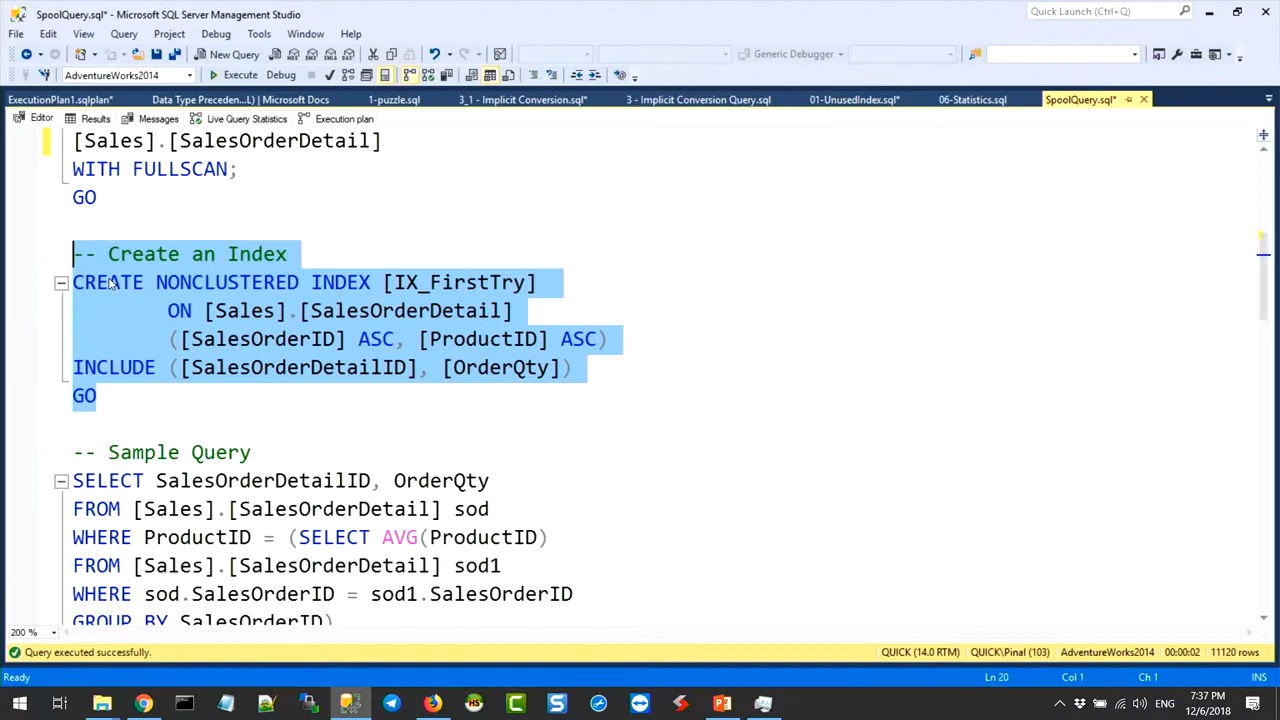 SpoolQuery.sql* - Microsoft SQL Server Management Studio
Quick Launch (Ctrl+Q)
File Edit View Query Project Debug Tools Window Help
New Query
Generic Debugger
AdventureWorks2014
Execute Debug
ExecutionPlan1.sqlplan* Data Type Preceden...L) | Microsoft Docs 1-puzzle.sql 3_1 - Implicit Conversion.sql* 3 - Implicit Conversion Query.sql 01-UnusedIndex.sql* 06-Statistics.sql SpoolQuery.sql*
Editor Results Messages Live Query Statistics Execution plan
[Sales].[SalesOrderDetail]
WITH FULLSCAN;
GO
-- Create an Index
CREATE NONCLUSTERED INDEX [IX_FirstTry]
ON [Sales].[SalesOrderDetail]
([SalesOrderID] ASC, [ProductID] ASC)
INCLUDE ([SalesOrderDetailID], [OrderQty])
GO
-- Sample Query
SELECT SalesOrderDetailID, OrderQty
FROM [Sales].[SalesOrderDetail] sod
WHERE ProductID = (SELECT AVG(ProductID)
FROM [Sales].[SalesOrderDetail] sod1
WHERE sod.SalesOrderID = sod1.SalesOrderID
GROUP BY SalesOrderID)
200 %
Query executed successfully. QUICK (14.0 RTM) QUICK\Pinal (103) AdventureWorks2014 00:00:02 11120 rows
Ready Ln 20 Col 1 Ch 1 INS
ENG 7:37 PM
12/6/2018